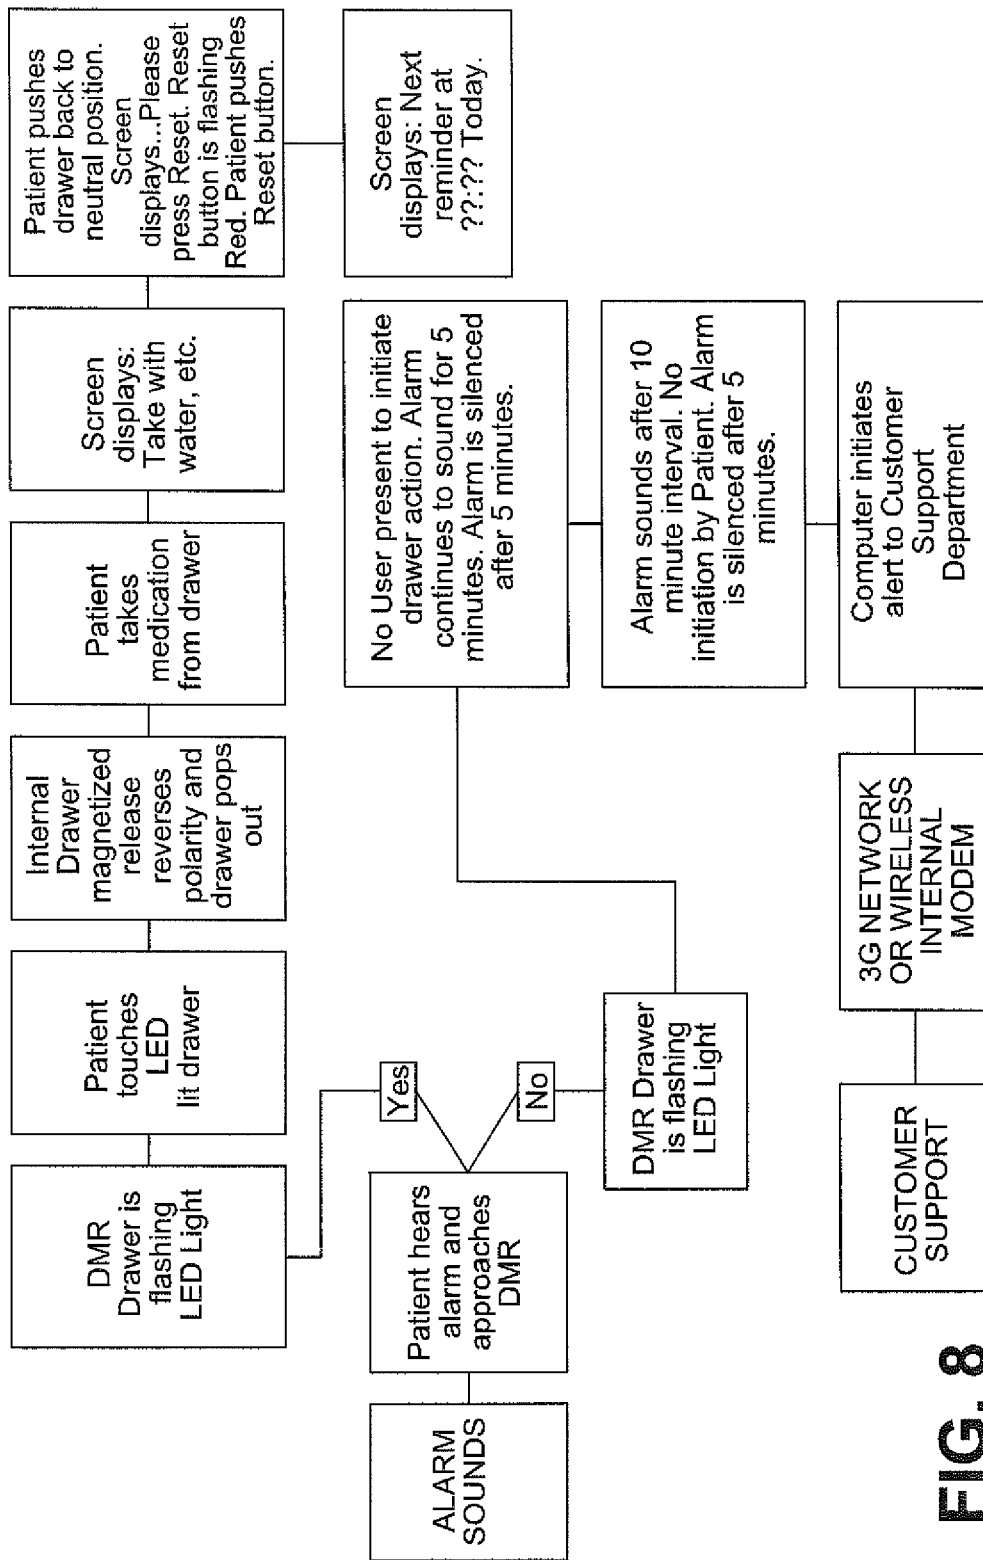 ALARM
SOUNDS
Patient hears
alarm and
approaches
DMR
Yes
DMR
Drawer is
flashing
LED Light
Patient
touches
LED
lit drawer
Internal
Drawer
magnetized
release
reverses
polarity and
drawer pops
out
Patient
takes
medication
from drawer
Screen
displays:
Take with
water, etc.
Patient pushes
drawer back to
neutral position.
Screen
displays...Please
press Reset. Reset
button is flashing
Red. Patient pushes
Reset button.
Screen
displays: Next
reminder at
??:?? Today.
No
DMR Drawer
is flashing
LED Light
No User present to initiate
drawer action. Alarm
continues to sound for 5
minutes. Alarm is silenced
after 5 minutes.
Alarm sounds after 10
minute interval. No
initiation by Patient. Alarm
is silenced after 5
minutes.
Computer initiates
alert to Customer
Support
Department
3G NETWORK
OR WIRELESS
INTERNAL
MODEM
CUSTOMER
SUPPORT
FIG. 8